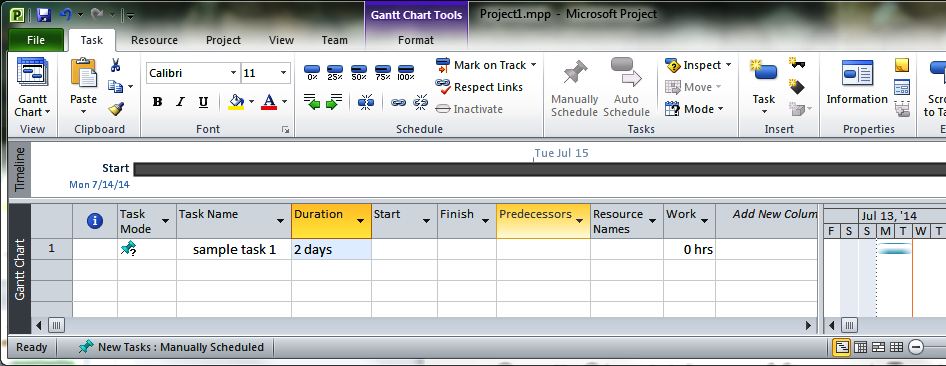 Gantt Chart Tools Project1.mpp - Microsoft Project
File Task Resource Project View Team Format
Gantt Chart
View
Paste
Clipboard
Calibri 11
B I U A
Font
0% 25% 50% 75% 100%
Mark on Track
Respect Links
Inactivate
Schedule
Manually Schedule
Auto Schedule
Inspect
Move
Mode
Tasks
Task
Insert
Information
Properties
Timeline
Tue Jul 15
Start
Mon 7/14/14
Gantt Chart
Task Mode Task Name Duration Start Finish Predecessors Resource Names Work Add New Colum
Jul 13, '14
F S S M T W T
1 sample task 1 2 days 0 hrs
Ready New Tasks : Manually Scheduled